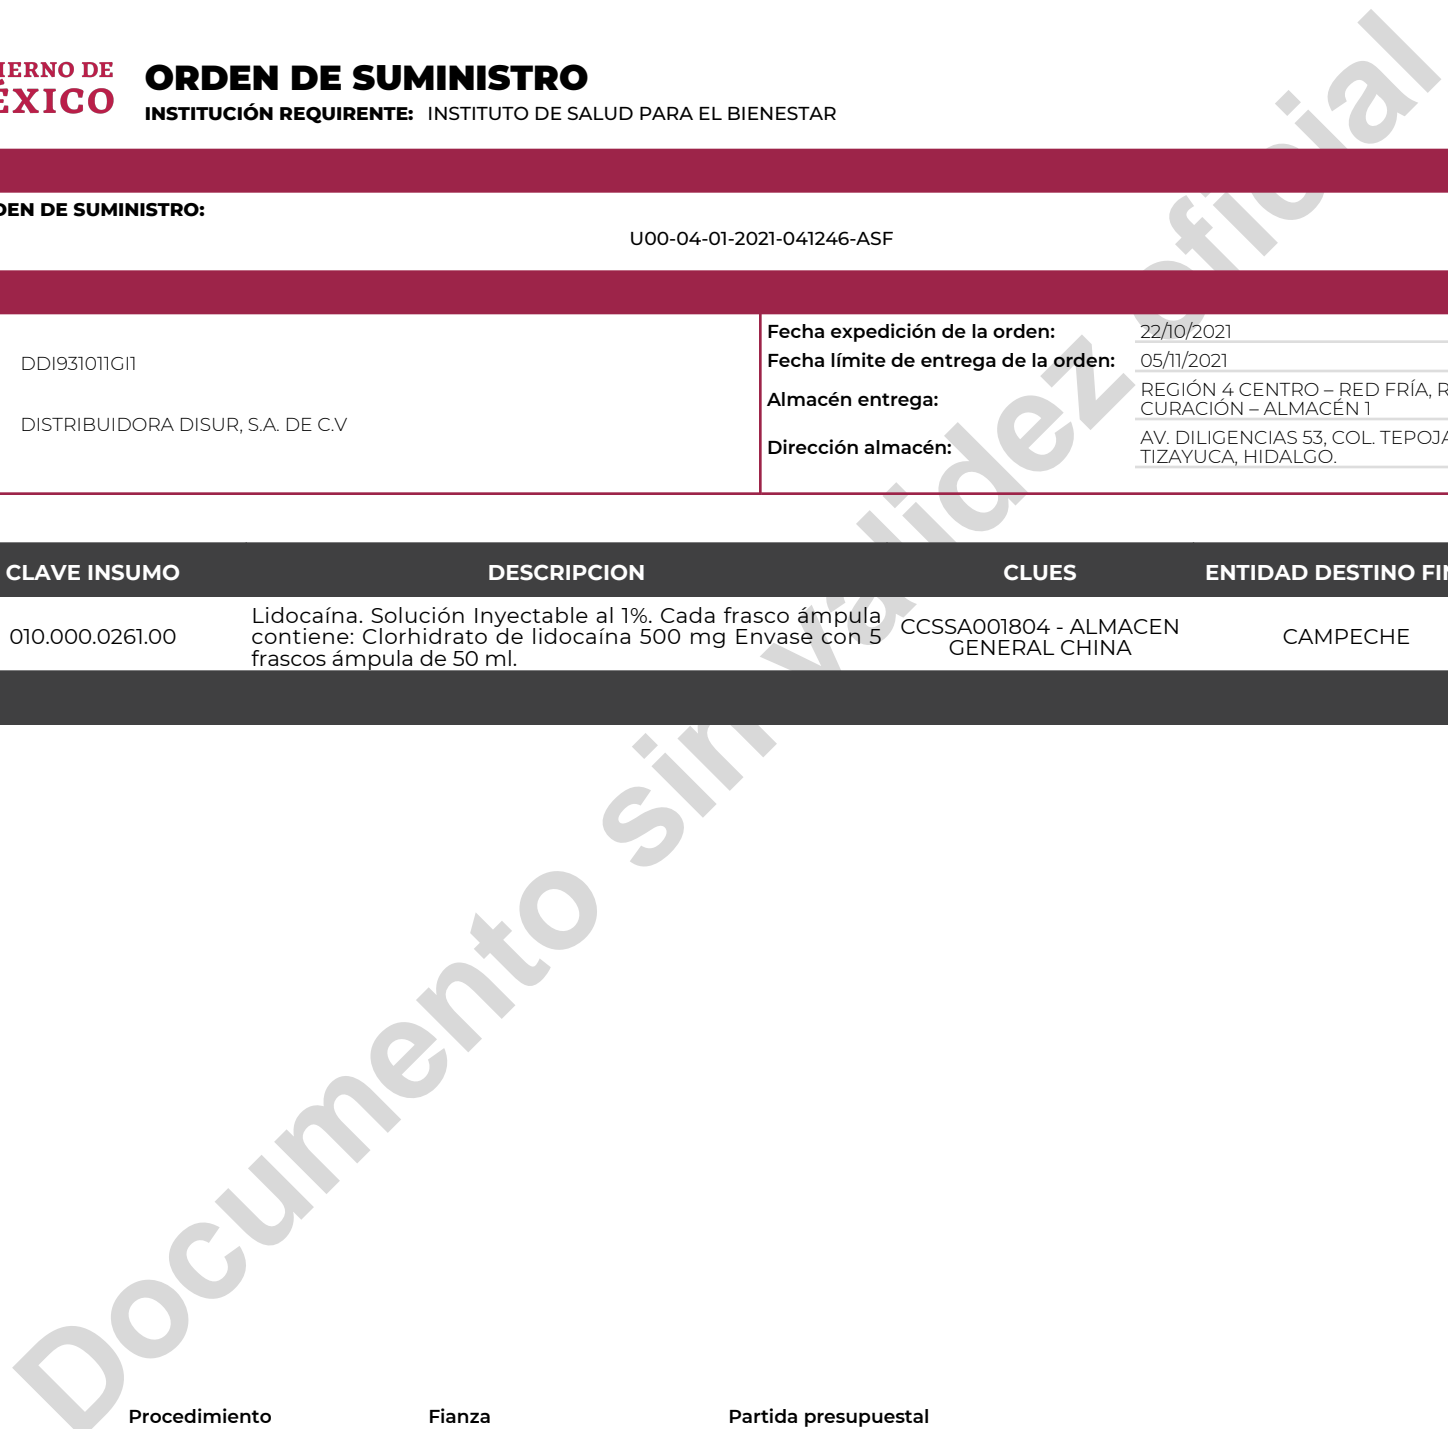 IERNO DE
ÉXICO
ORDEN DE SUMINISTRO
INSTITUCIÓN REQUIRENTE: INSTITUTO DE SALUD PARA EL BIENESTAR
DEN DE SUMINISTRO:
U00-04-01-2021-041246-ASF
DDI931011GI1
DISTRIBUIDORA DISUR, S.A. DE C.V
Fecha expedición de la orden: 22/10/2021
Fecha límite de entrega de la orden: 05/11/2021
Almacén entrega: REGIÓN 4 CENTRO – RED FRÍA, R
CURACIÓN – ALMACÉN 1
Dirección almacén: AV. DILIGENCIAS 53, COL. TEPOJA
TIZAYUCA, HIDALGO.
CLAVE INSUMO DESCRIPCION CLUES ENTIDAD DESTINO FIN
010.000.0261.00
Lidocaína. Solución Inyectable al 1%. Cada frasco ámpula
contiene: Clorhidrato de lidocaína 500 mg Envase con 5
frascos ámpula de 50 ml.
CCSSA001804 - ALMACEN
GENERAL CHINA
CAMPECHE
Documento sin validez oficial
Procedimiento Fianza Partida presupuestal